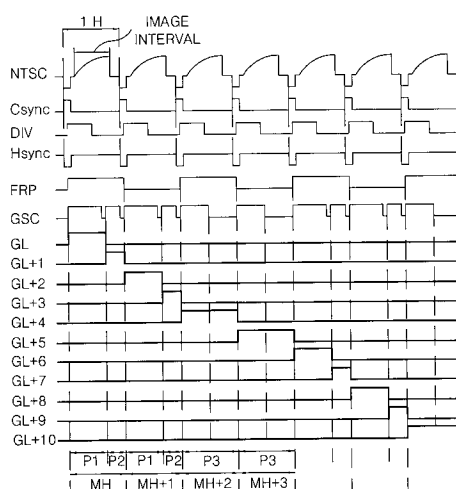 1 H
IMAGE
INTERVAL
NTSC
Csync
DIV
Hsync
FRP
GSC
GL
GL+1
GL+2
GL+3
GL+4
GL+5
GL+6
GL+7
GL+8
GL+9
GL+10
P1 P2 P1 P2 P3 P3
MH MH+1 MH+2 MH+3